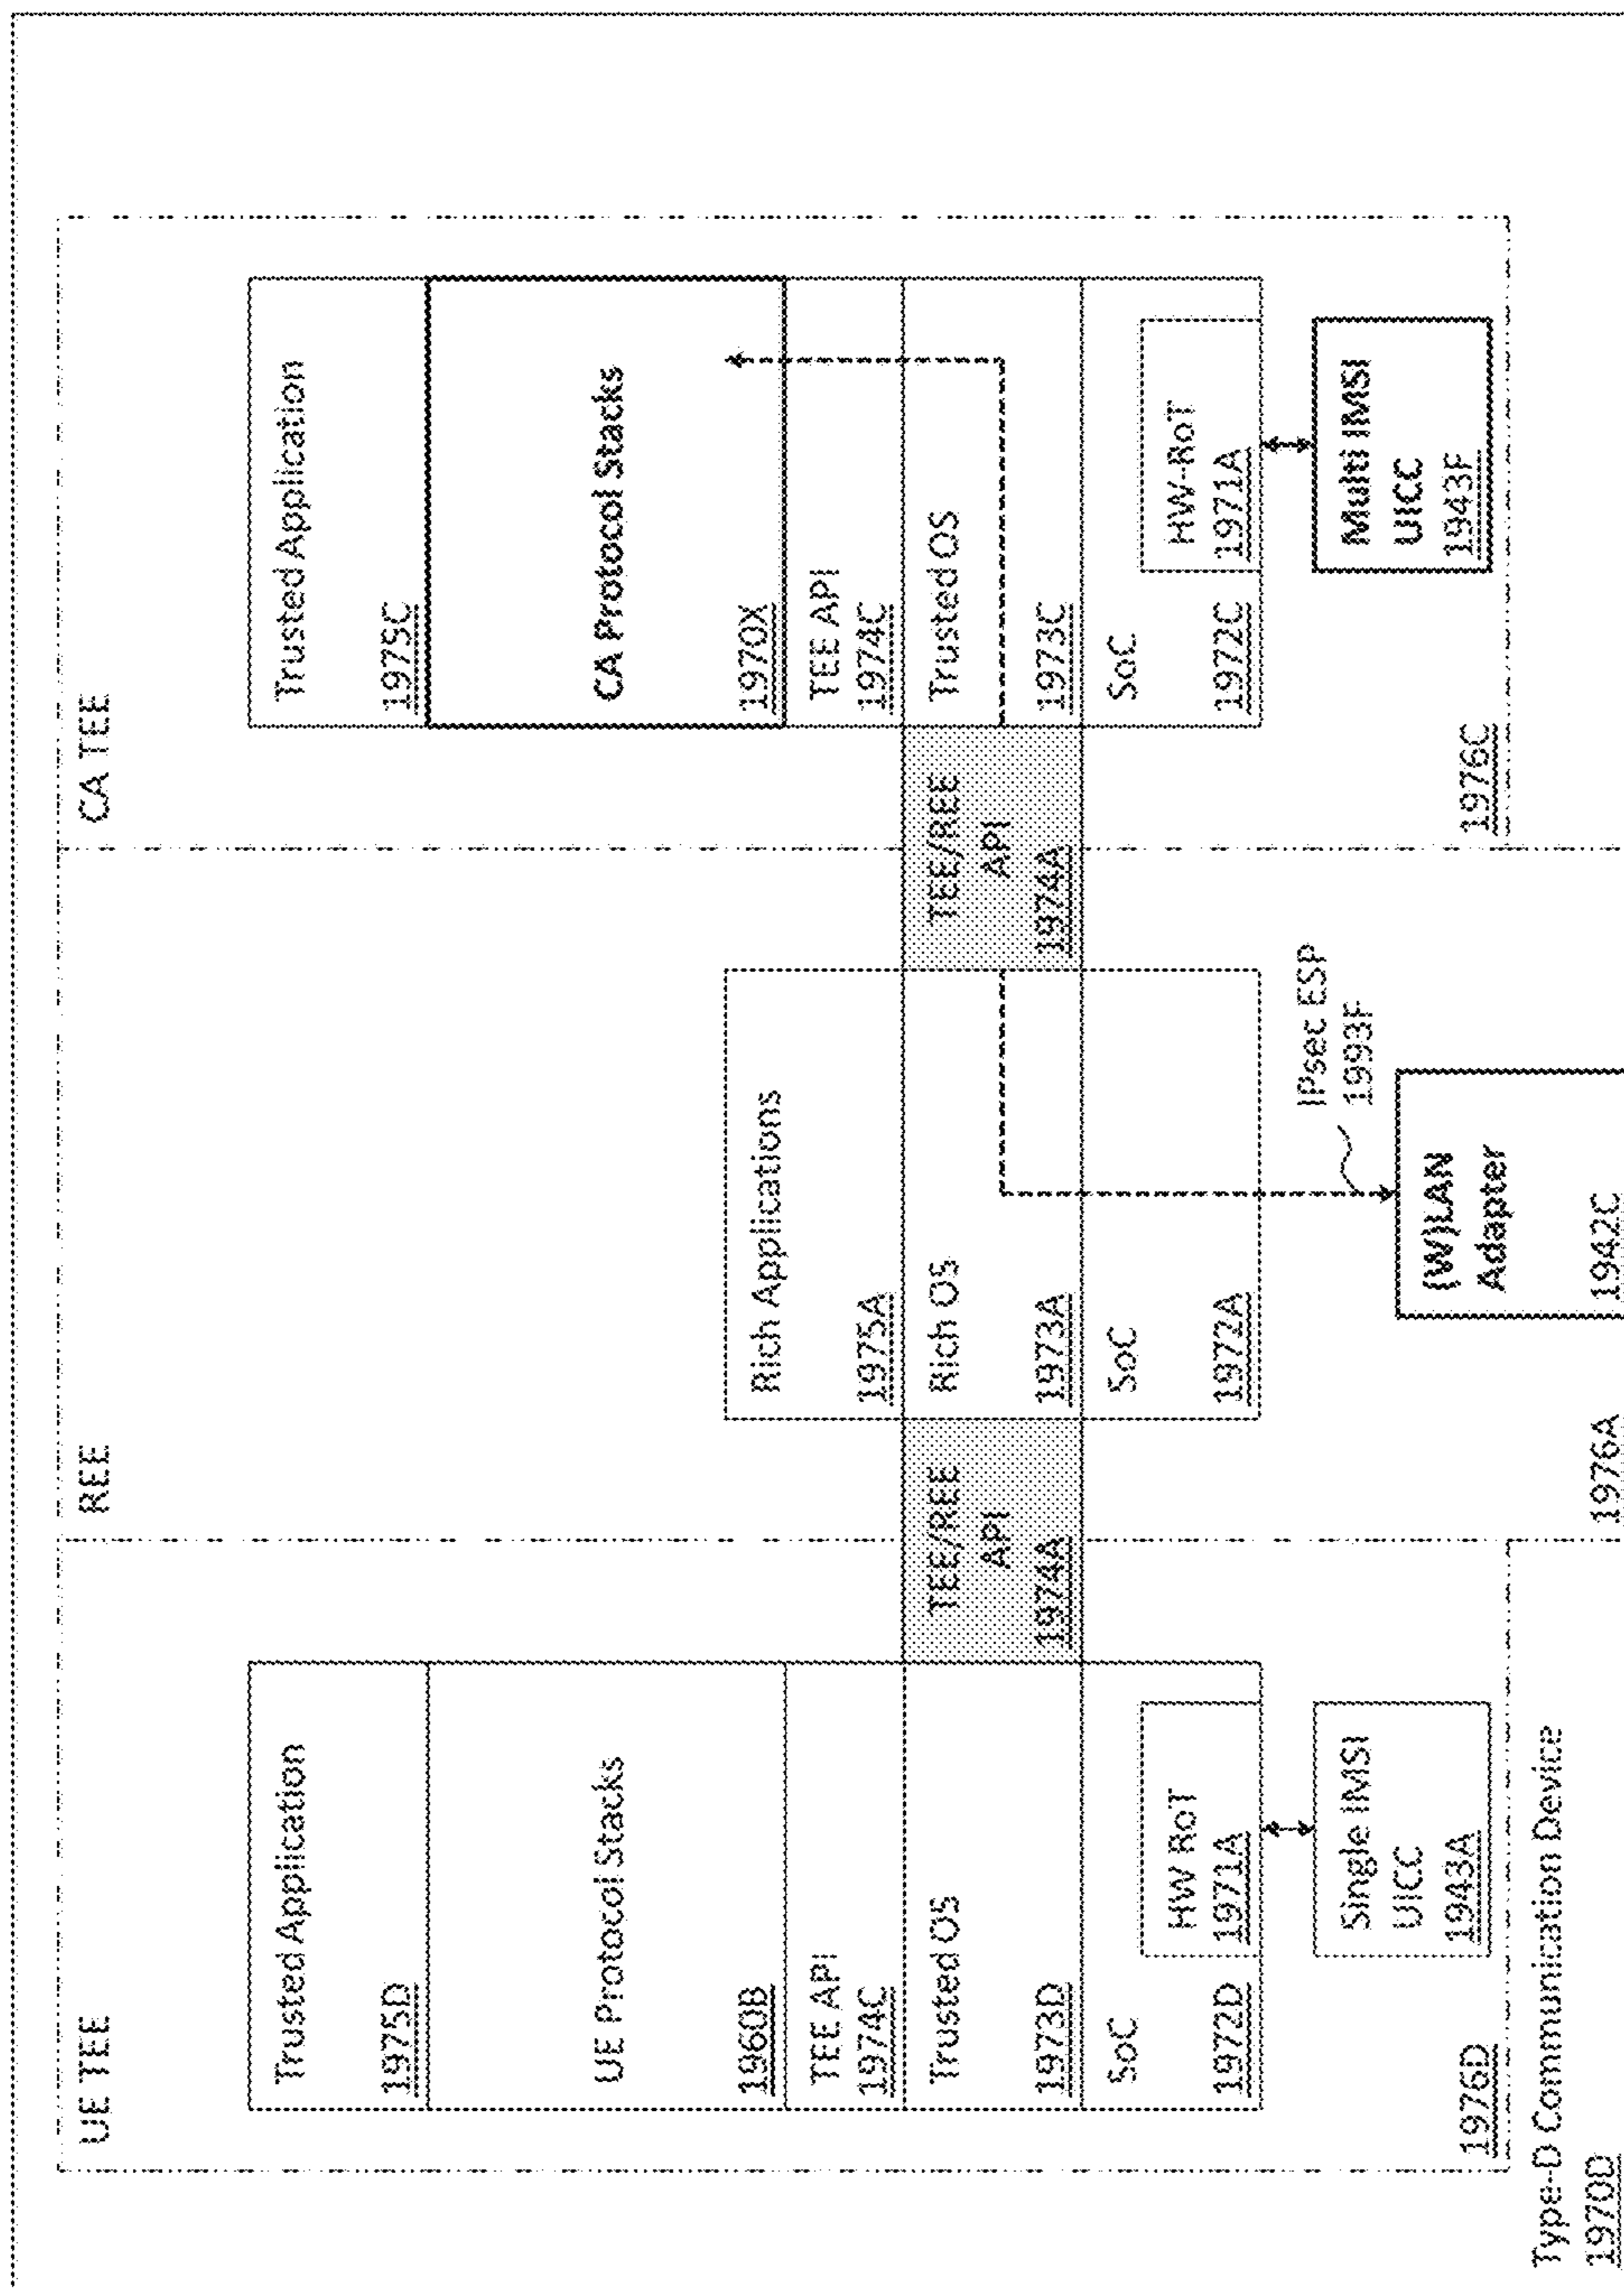 UE TEE
Trusted Application
1975D
UE Protocol Stacks
1960B
TEE API
1974C
Trusted OS
1973D
SoC
1972D
HW RoT
1971A
Single IMSI
UICC
1943A
1976D
TEE/REE
API
1974A
REE
Rich Applications
1975A
Rich OS
1973A
SoC
1972A
IPsec ESP
1993F
(W)LAN
Adapter
1942C
1976A
TEE/REE
API
1974A
CA TEE
Trusted Application
1975C
CA Protocol Stacks
1970X
TEE API
1974C
Trusted OS
1973C
SoC
1972C
HW-RoT
1971A
Multi IMSI
UICC
1943F
1976C
Type-D Communication Device
1970D